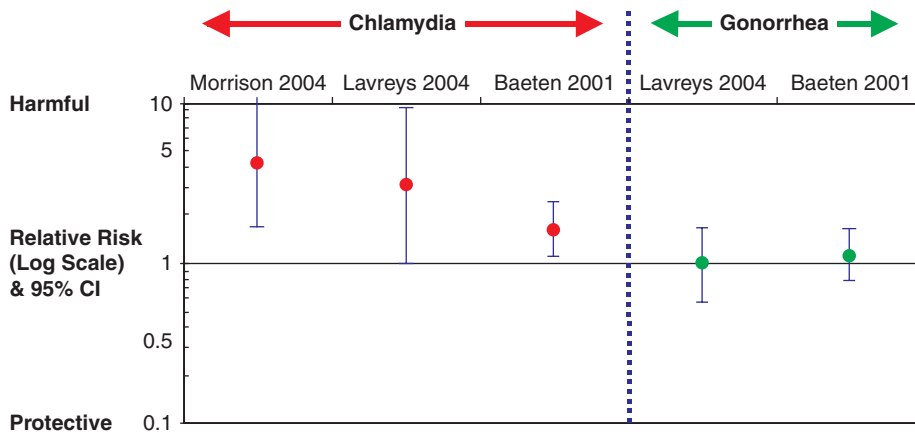 Chlamydia Gonorrhea
Morrison 2004 Lavreys 2004 Baeten 2001 Lavreys 2004 Baeten 2001
Harmful 10
5
Relative Risk
(Log Scale) 1
& 95% CI
0.5
Protective 0.1